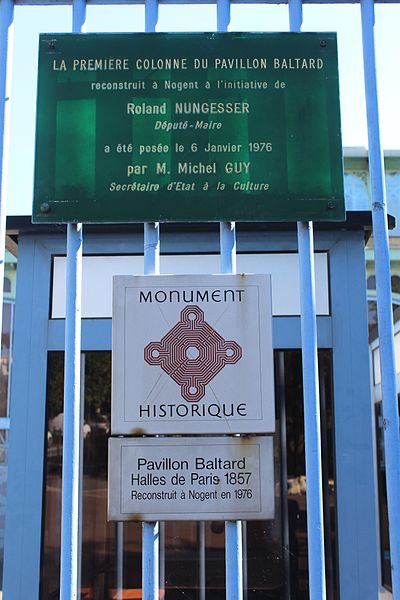 LA PREMIERE COLONNE DU PAVILLON BALTARD
reconstruit à Nogent à l'initiative de
Roland NUNGESSER
Député-Maire
a été posée le 6 Janvier 1976
par M. Michel GUY
Secrétaire d'Etat à la Culture
MONUMENT
HISTORIQUE
Pavillon Baltard
Halles de Paris 1857
Reconstruit à Nogent en 1976